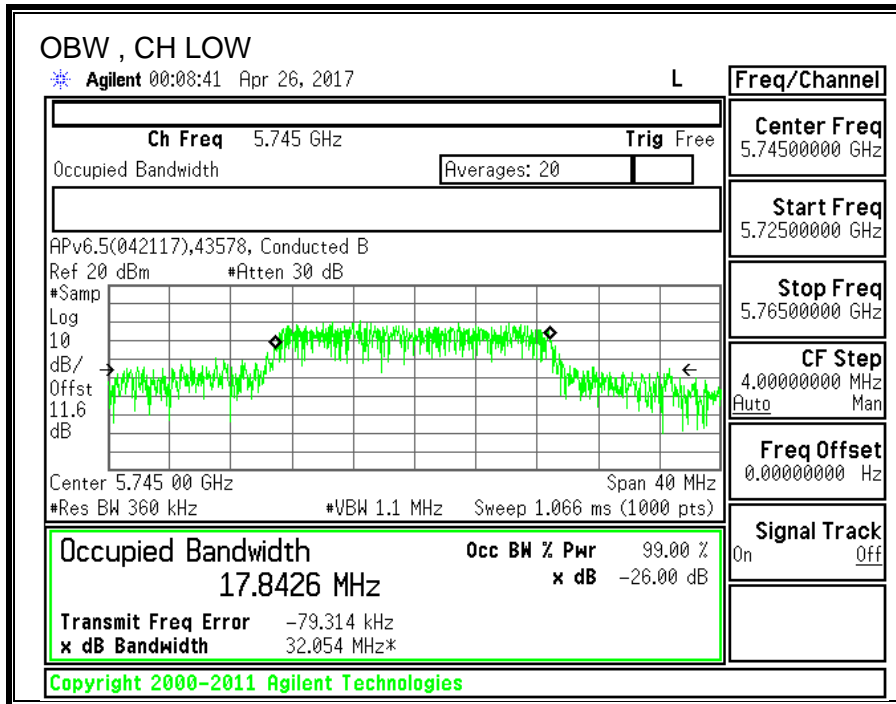 OBW , CH LOW
Agilent 00:08:41 Apr 26, 2017 L
Freq/Channel
Ch Freq 5.745 GHz Trig Free
Occupied Bandwidth Averages: 20
APv6.5(042117),43578, Conducted B
Ref 20 dBm #Atten 30 dB
#Samp
Log
10
dB/
Offst
11.6
dB
Center 5.745 00 GHz Span 40 MHz
#Res BW 360 kHz #VBW 1.1 MHz Sweep 1.066 ms (1000 pts)
Occupied Bandwidth Occ BW % Pwr 99.00 %
17.8426 MHz x dB -26.00 dB
Transmit Freq Error -79.314 kHz
x dB Bandwidth 32.054 MHz*
Copyright 2000-2011 Agilent Technologies
Center Freq
5.74500000 GHz
Start Freq
5.72500000 GHz
Stop Freq
5.76500000 GHz
CF Step
4.00000000 MHz
Auto Man
Freq Offset
0.00000000 Hz
Signal Track
On Off